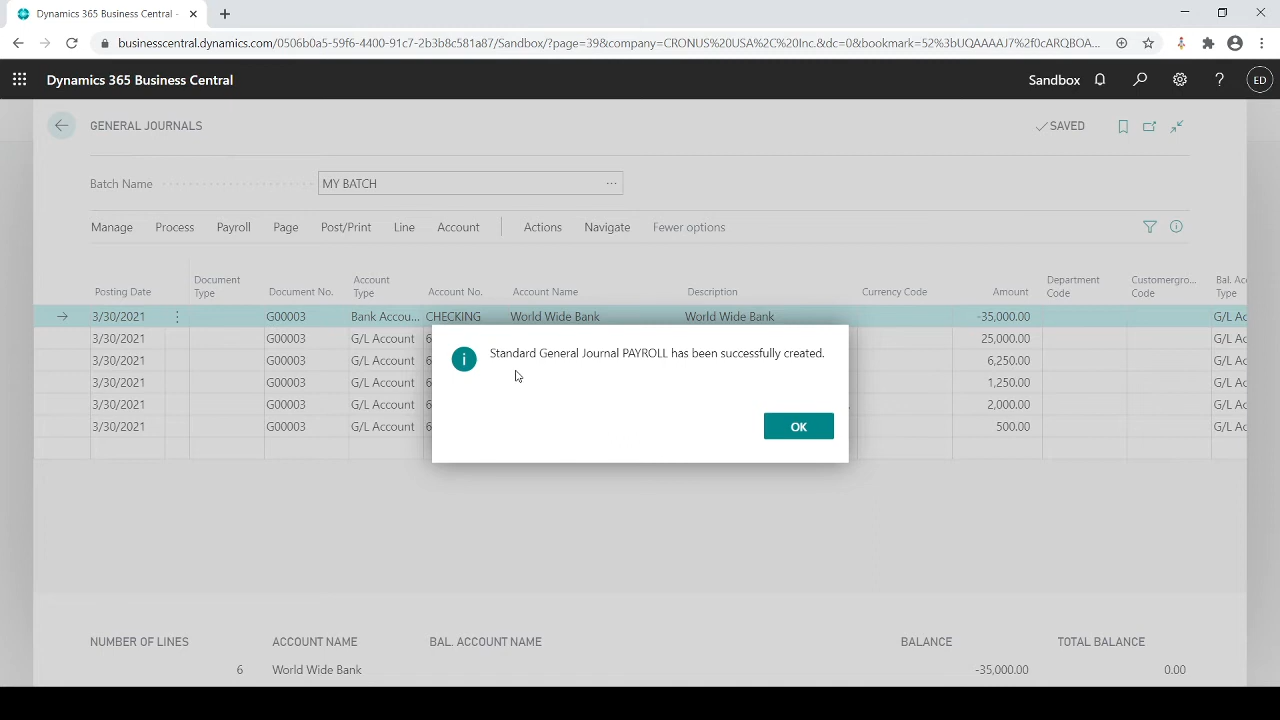 Dynamics 365 Business Central -
businesscentral.dynamics.com/0506b0a5-59f6-4400-91c7-2b3b8c581a87/Sandbox/?page=39&company=CRONUS%20USA%2C%20Inc.&dc=0&bookmark=52%3bUQAAAAJ7%2f0cARQBOA...
Dynamics 365 Business Central
Sandbox
ED
GENERAL JOURNALS
SAVED
Batch Name
MY BATCH
Manage Process Payroll Page Post/Print Line Account Actions Navigate Fewer options
Posting Date Document Type Document No. Account Type Account No. Account Name Description Currency Code Amount Department Code Customergro... Code Bal. Ac Type
3/30/2021 G00003 Bank Accou... CHECKING World Wide Bank World Wide Bank -35,000.00 G/L Ac
3/30/2021 G00003 G/L Account 6 25,000.00 G/L Ac
3/30/2021 G00003 G/L Account 6 6,250.00 G/L Ac
3/30/2021 G00003 G/L Account 6 1,250.00 G/L Ac
3/30/2021 G00003 G/L Account 6 2,000.00 G/L Ac
3/30/2021 G00003 G/L Account 6 500.00 G/L Ac
Standard General Journal PAYROLL has been successfully created.
OK
NUMBER OF LINES ACCOUNT NAME BAL. ACCOUNT NAME BALANCE TOTAL BALANCE
6 World Wide Bank -35,000.00 0.00